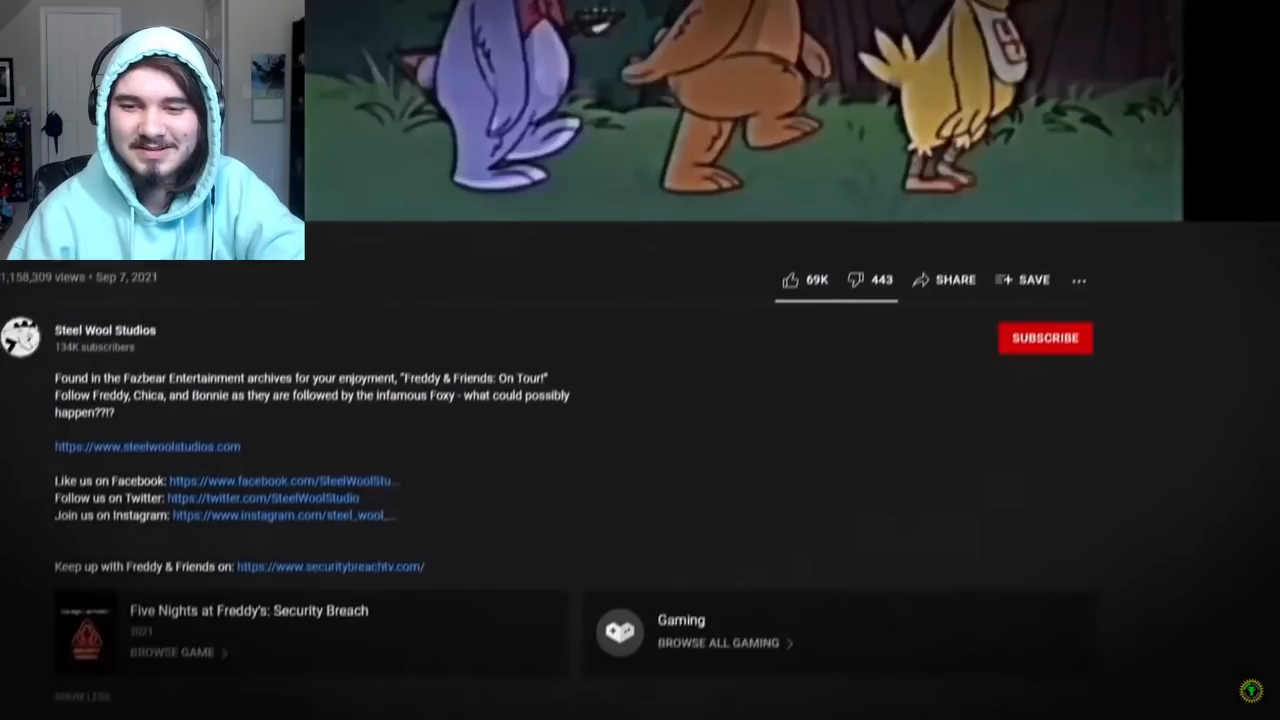 1,158,309 views • Sep 7, 2021
69K 443 SHARE SAVE
Steel Wool Studios
134K subscribers
SUBSCRIBE
Found in the Fazbear Entertainment archives for your enjoyment, "Freddy & Friends: On Tour!"
Follow Freddy, Chica, and Bonnie as they are followed by the infamous Foxy - what could possibly
happen??!?
https://www.steelwoolstudios.com
Like us on Facebook: https://www.facebook.com/SteelWoolStu...
Follow us on Twitter: https://twitter.com/SteelWoolStudio
Join us on Instagram: https://www.instagram.com/steel_wool_...
Keep up with Freddy & Friends on: https://www.securitybreachtv.com/
Five Nights at Freddy's: Security Breach
2021
BROWSE GAME
Gaming
BROWSE ALL GAMING
SHOW LESS